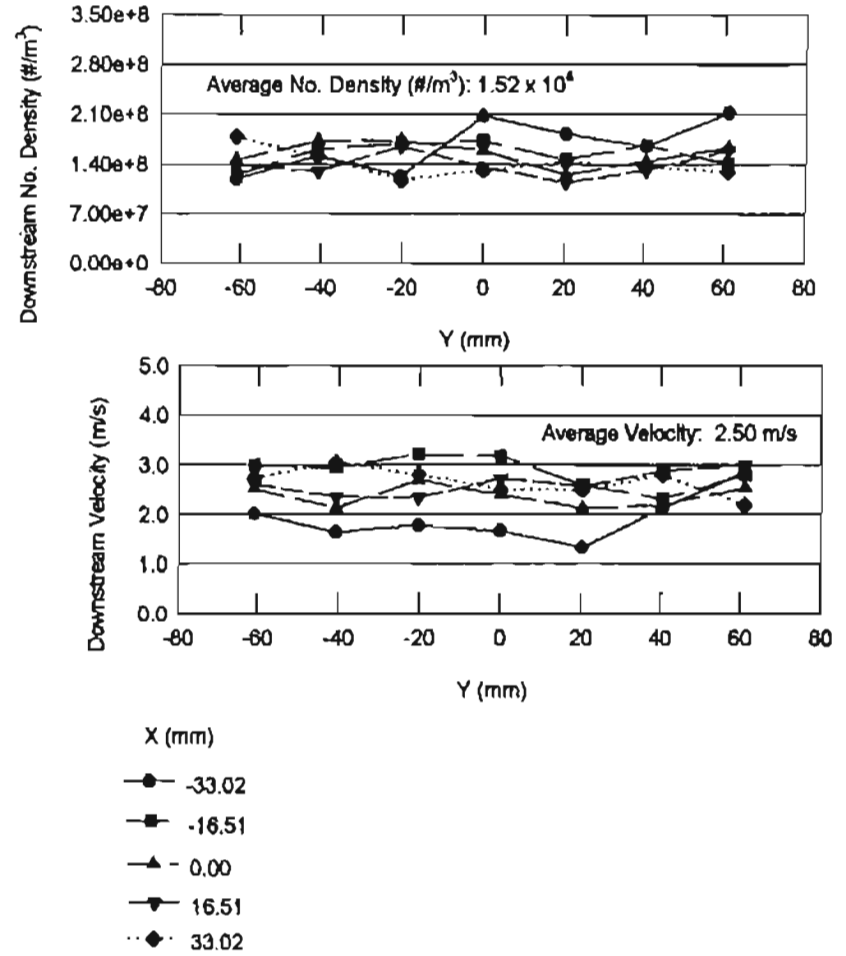 Downstream No. Density (#/m³)
3.50e+8
2.80e+8
Average No. Density (#/m³): 1.52 x 10⁸
2.10e+8
1.40e+8
7.00e+7
0.00e+0
-80 -60 -40 -20 0 20 40 60 80
Y (mm)
Downstream Velocity (m/s)
5.0
4.0
Average Velocity: 2.50 m/s
3.0
2.0
1.0
0.0
-80 -60 -40 -20 0 20 40 60 80
Y (mm)
X (mm)
-33.02
-16.51
0.00
16.51
33.02